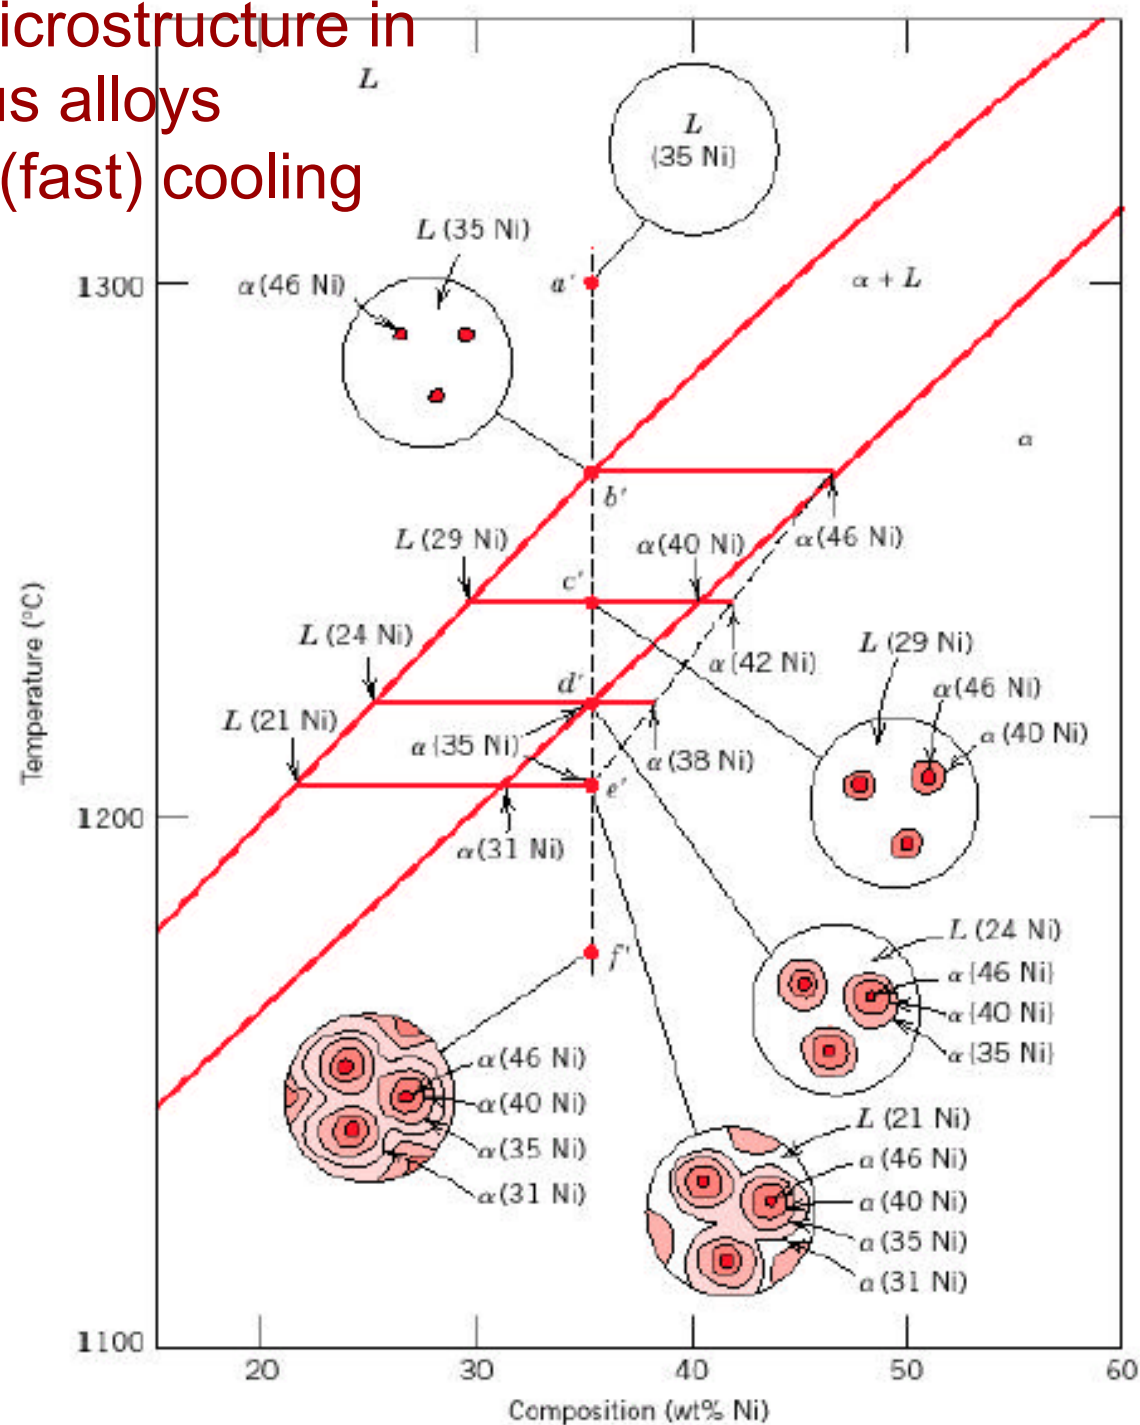 icrostructure in
us alloys
(fast) cooling
L
L
(35 Ni)
L (35 Ni)
α (46 Ni)
a′
α + L
1300
α
b′
L (29 Ni)
α (40 Ni)
α (46 Ni)
c′
L (24 Ni)
α (42 Ni)
L (29 Ni)
d′
α (46 Ni)
L (21 Ni)
α (35 Ni)
α (38 Ni)
α (40 Ni)
e′
1200
α (31 Ni)
Temperature (°C)
f′
L (24 Ni)
α (46 Ni)
α (40 Ni)
α (35 Ni)
α (46 Ni)
α (40 Ni)
α (35 Ni)
α (31 Ni)
L (21 Ni)
α (46 Ni)
α (40 Ni)
α (35 Ni)
α (31 Ni)
1100
20 30 40 50 60
Composition (wt% Ni)